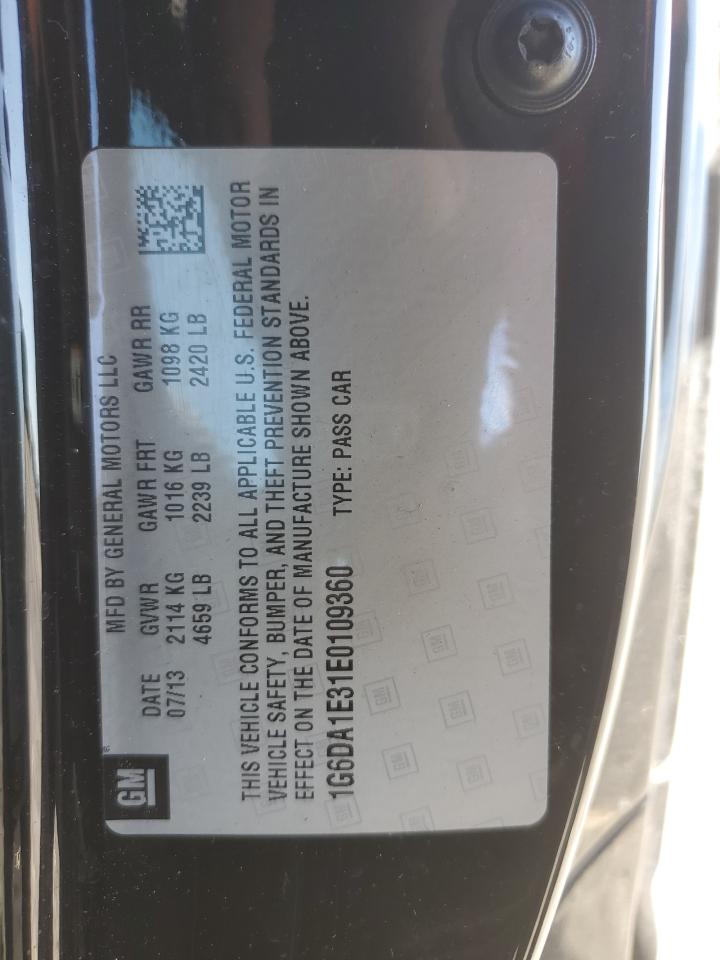 GM
MFD BY GENERAL MOTORS LLC
DATE GVWR GAWR FRT GAWR RR
07/13 2114 KG 1016 KG 1098 KG
4659 LB 2239 LB 2420 LB
THIS VEHICLE CONFORMS TO ALL APPLICABLE U.S. FEDERAL MOTOR
VEHICLE SAFETY, BUMPER, AND THEFT PREVENTION STANDARDS IN
EFFECT ON THE DATE OF MANUFACTURE SHOWN ABOVE.
1G6DA1E31E0109360 TYPE: PASS CAR